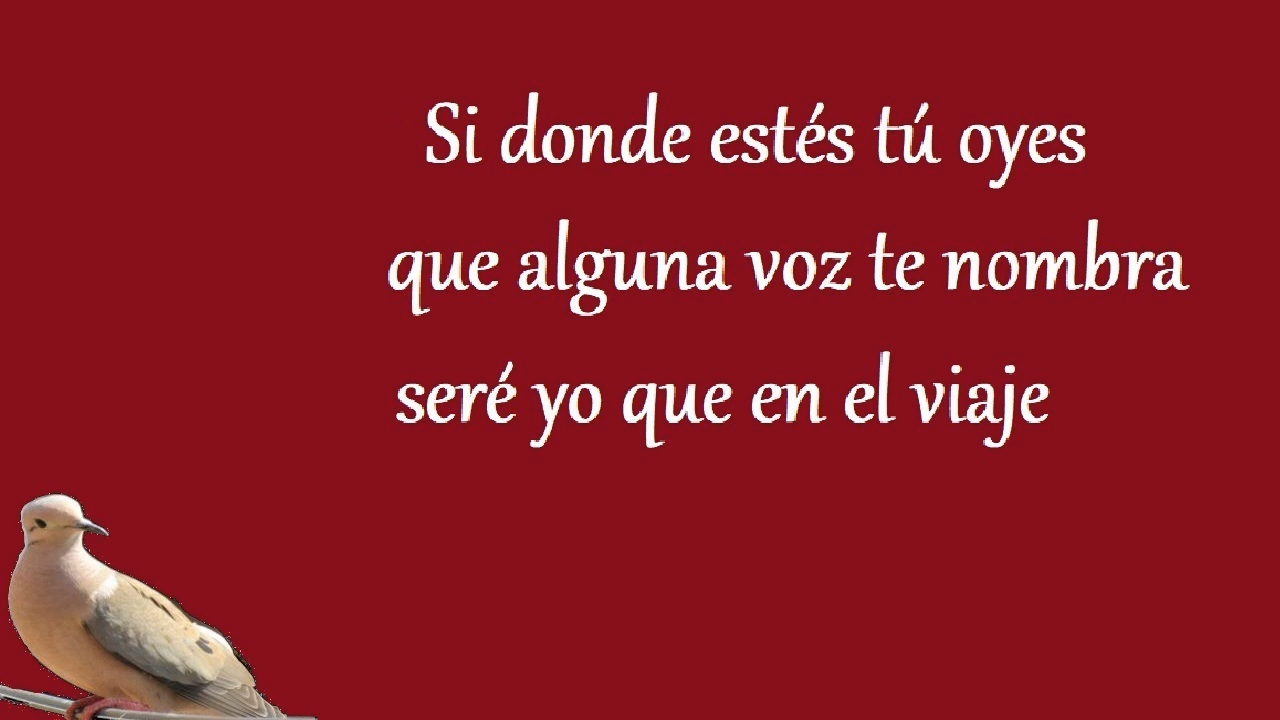 Si donde estés tú oyes
que alguna voz te nombra
seré yo que en el viaje